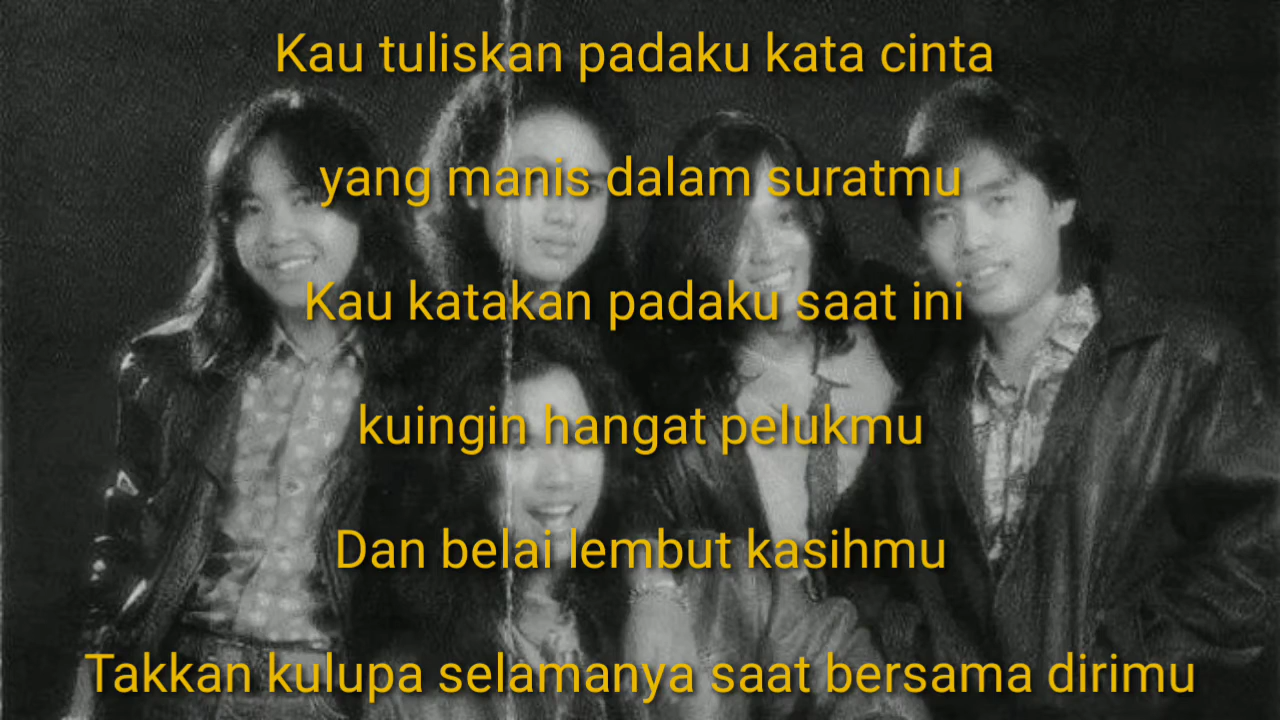 Kau tuliskan padaku kata cinta
yang manis dalam suratmu
Kau katakan padaku saat ini
kuingin hangat pelukmu
Dan belai lembut kasihmu
Takkan kulupa selamanya saat bersama dirimu